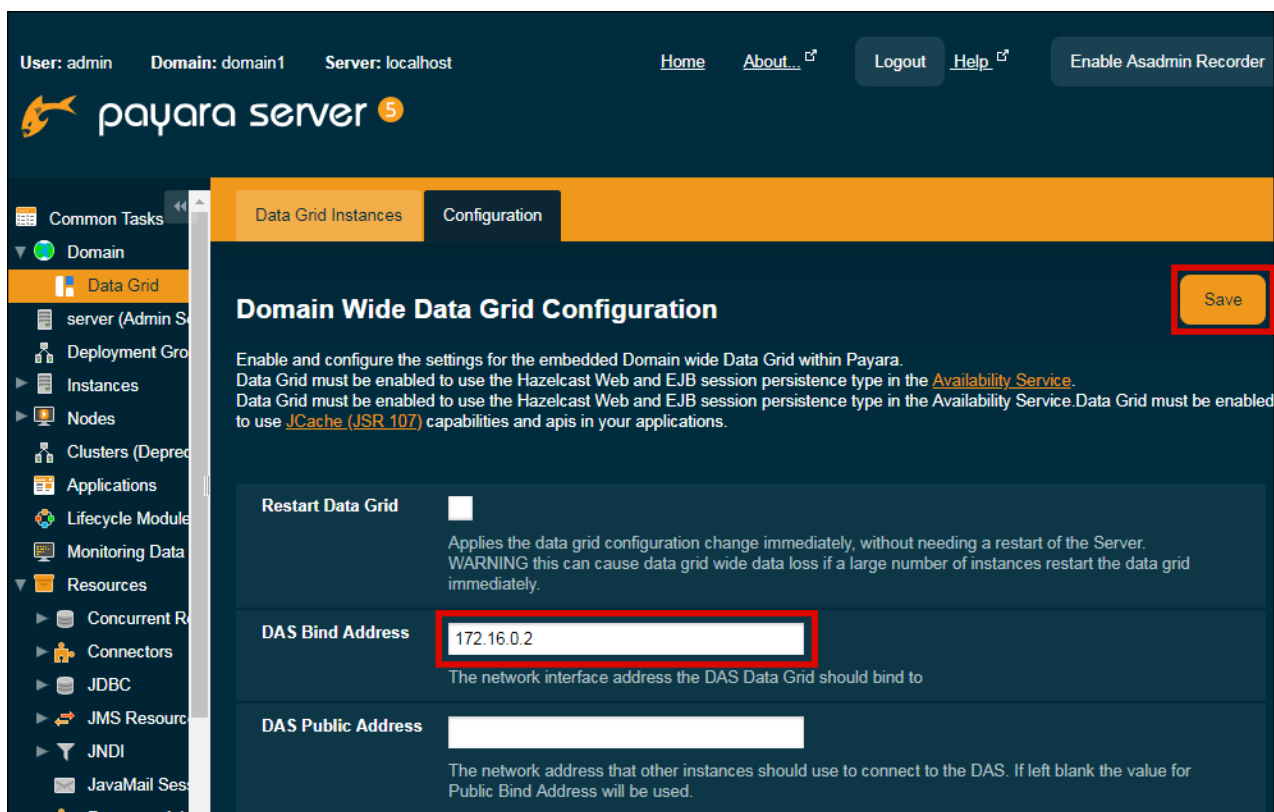 User: admin Domain: domain1 Server: localhost Home About... Logout Help Enable Asadmin Recorder
payara server 5
Common Tasks
Domain
Data Grid
server (Admin Se
Deployment Gro
Instances
Nodes
Clusters (Depred
Applications
Lifecycle Module
Monitoring Data
Resources
Concurrent Re
Connectors
JDBC
JMS Resource
JNDI
JavaMail Sess
Data Grid Instances Configuration
Domain Wide Data Grid Configuration
Save
Enable and configure the settings for the embedded Domain wide Data Grid within Payara.
Data Grid must be enabled to use the Hazelcast Web and EJB session persistence type in the Availability Service.
Data Grid must be enabled to use the Hazelcast Web and EJB session persistence type in the Availability Service.Data Grid must be enabled
to use JCache (JSR 107) capabilities and apis in your applications.
Restart Data Grid
Applies the data grid configuration change immediately, without needing a restart of the Server.
WARNING this can cause data grid wide data loss if a large number of instances restart the data grid
immediately.
DAS Bind Address 172.16.0.2
The network interface address the DAS Data Grid should bind to
DAS Public Address
The network address that other instances should use to connect to the DAS. If left blank the value for
Public Bind Address will be used.